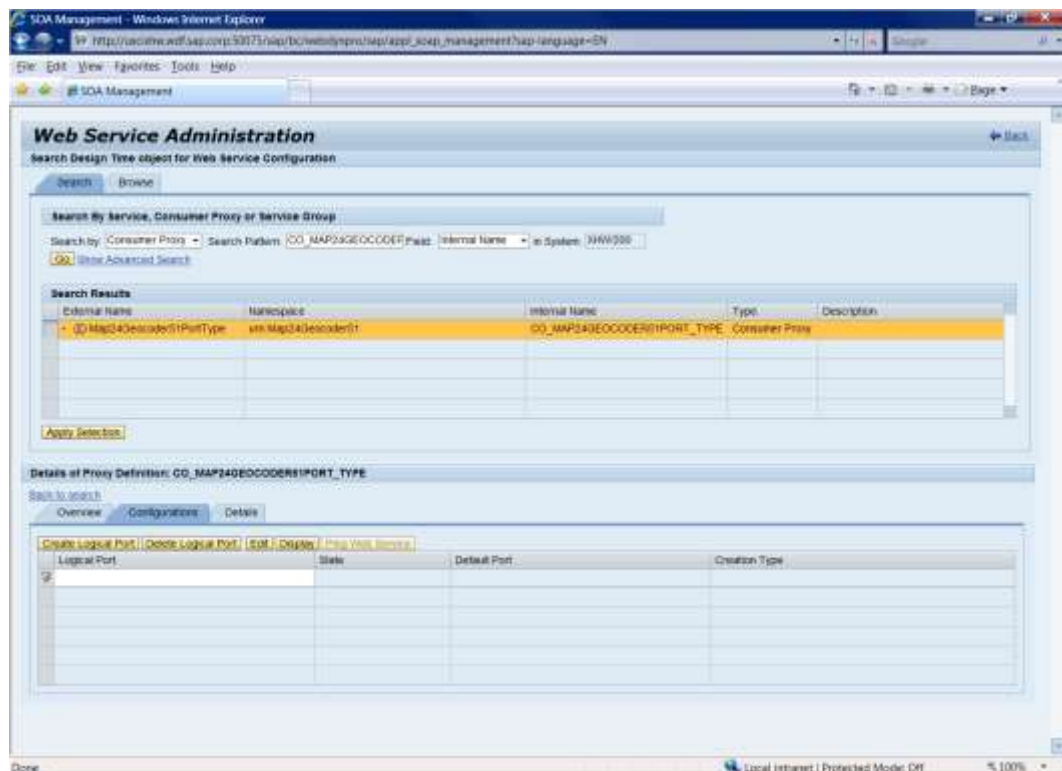 SOA Management - Windows Internet Explorer
File Edit View Favorites Tools Help
SOA Management
Page
Web Service Administration
Back
Search Design Time object for Web Service Configuration
Search Browse
Search By Service, Consumer Proxy or Service Group
Search by: Consumer Proxy Search Pattern: CO_MAP24GEOCODER Field: Internal Name in System:
Go Show Advanced Search
Search Results
External Name Namespace Internal Name Type Description
Map24Geocoder51PortType urn:Map24Geocoder51 CO_MAP24GEOCODER51PORT_TYPE Consumer Proxy
Apply Selection
Details of Proxy Definition: CO_MAP24GEOCODER51PORT_TYPE
Back to search
Overview Configurations Details
Create Logical Port Delete Logical Port Edit Display Ping Web Service
Logical Port State Default Port Creation Type
Done
Local intranet | Protected Mode: Off 100%